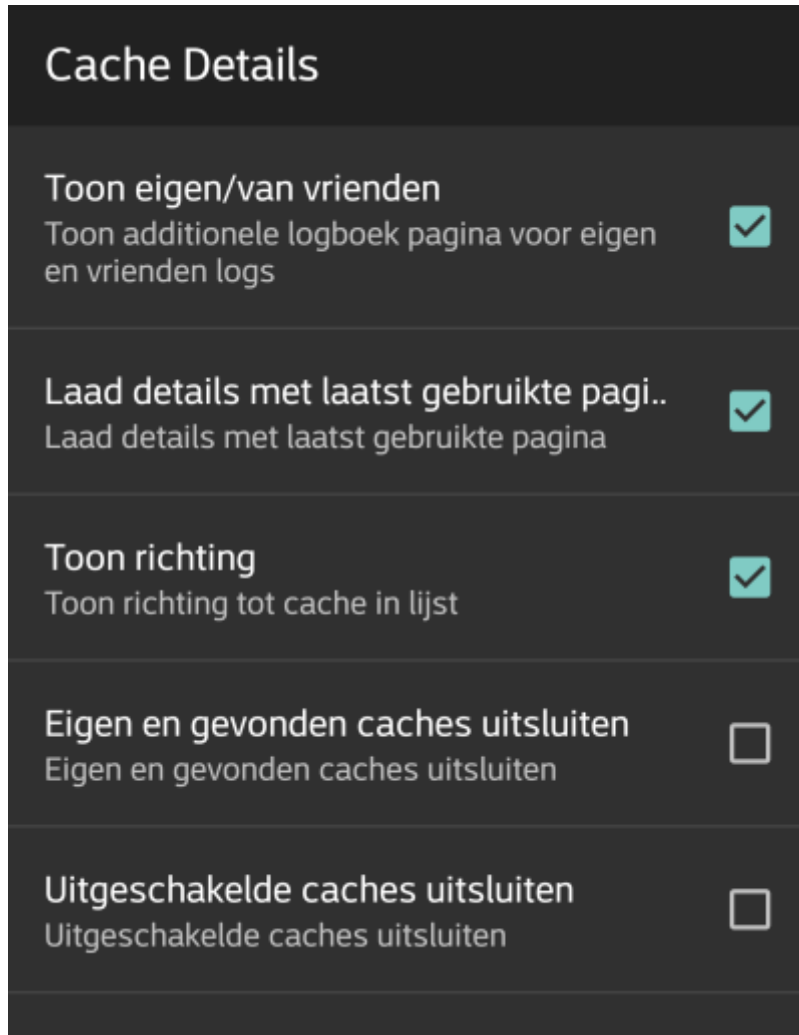 Cache Details
Toon eigen/van vrienden
Toon additionele logboek pagina voor eigen
en vrienden logs
Laad details met laatst gebruikte pagi..
Laad details met laatst gebruikte pagina
Toon richting
Toon richting tot cache in lijst
Eigen en gevonden caches uitsluiten
Eigen en gevonden caches uitsluiten
Uitgeschakelde caches uitsluiten
Uitgeschakelde caches uitsluiten